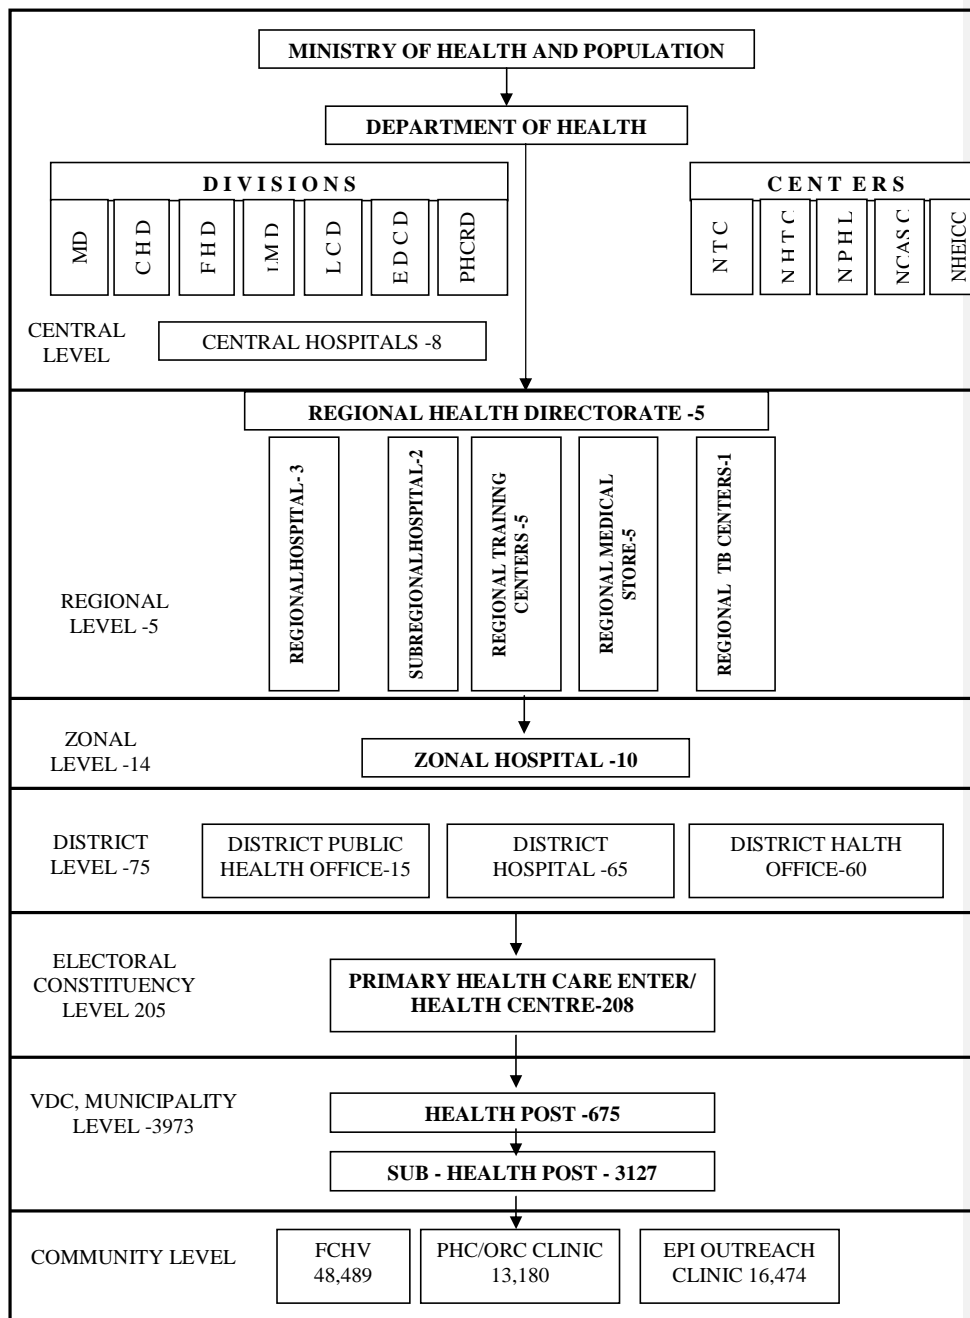 MINISTRY OF HEALTH AND POPULATION
DEPARTMENT OF HEALTH
D I V I S I O N S
C E N T  E R S
MD
C H D
F H D
L M D
L C D
E D C D
PHCRD
N T C
N H T C
N P H L
NCAS C
NHEICC
CENTRAL
LEVEL
CENTRAL HOSPITALS -8
REGIONAL HEALTH DIRECTORATE -5
REGIONAL
LEVEL -5
REGIONALHOSPITAL- 3
SUBREGIONALHOSPITAL-2
REGIONAL TRAINING
CENTERS -5
REGIONAL MEDICAL
STORE-5
REGIONAL  TB CENTERS-1
ZONAL
LEVEL -14
ZONAL HOSPITAL -10
DISTRICT
LEVEL -75
DISTRICT PUBLIC
HEALTH OFFICE-15
DISTRICT
HOSPITAL -65
DISTRICT HALTH
OFFICE-60
ELECTORAL
CONSTITUENCY
LEVEL 205
PRIMARY HEALTH CARE ENTER/
HEALTH CENTRE-208
VDC, MUNICIPALITY
LEVEL -3973
HEALTH POST -675
SUB - HEALTH POST - 3127
COMMUNITY LEVEL
FCHV
48,489
PHC/ORC CLINIC
13,180
EPI OUTREACH
CLINIC 16,474